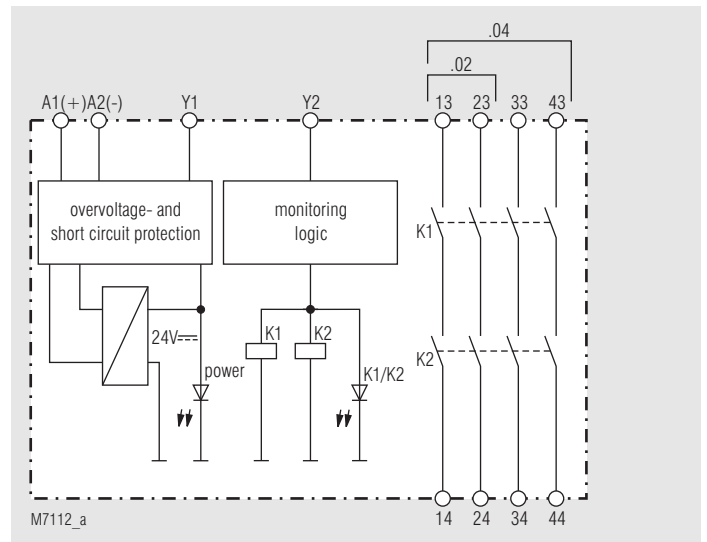 .04
.02
A1(+) A2(-) Y1 Y2 13 23 33 43
overvoltage- and
short circuit protection
monitoring
logic
K1
24V
K1 K2
K2
power
K1/K2
M7112_a
14 24 34 44